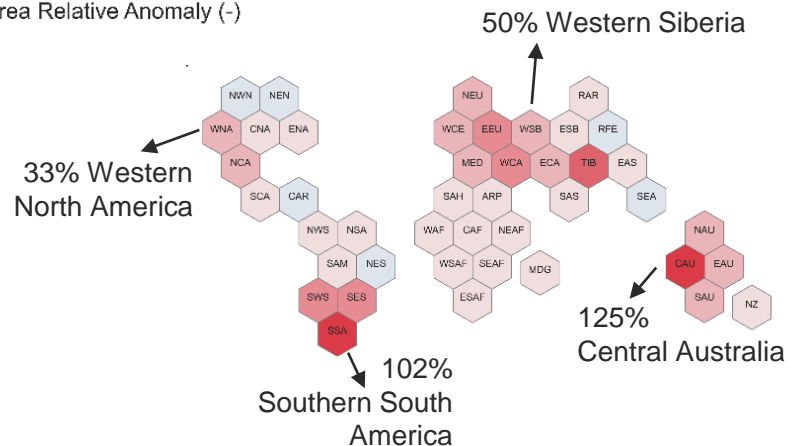 rea Relative Anomaly (-)
50% Western Siberia
NWN NEN NEU RAR
WNA CNA ENA WCE EEU WSB ESB RFE
NCA MED WCA ECA TIB EAS
33% Western
North America
SCA CAR SAH ARP SAS SEA
NWS NSA WAF CAF NEAF NAU
SAM NES WSAF SEAF MDG CAU EAU
SWS SES ESAF SAU NZ
SSA
125%
Central Australia
102%
Southern South
America